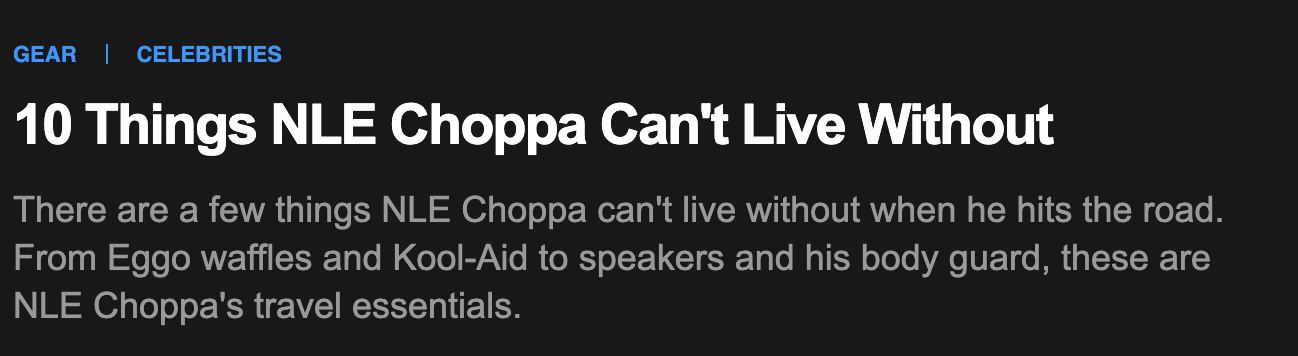 GEAR | CELEBRITIES
10 Things NLE Choppa Can't Live Without
There are a few things NLE Choppa can't live without when he hits the road.
From Eggo waffles and Kool-Aid to speakers and his body guard, these are
NLE Choppa's travel essentials.